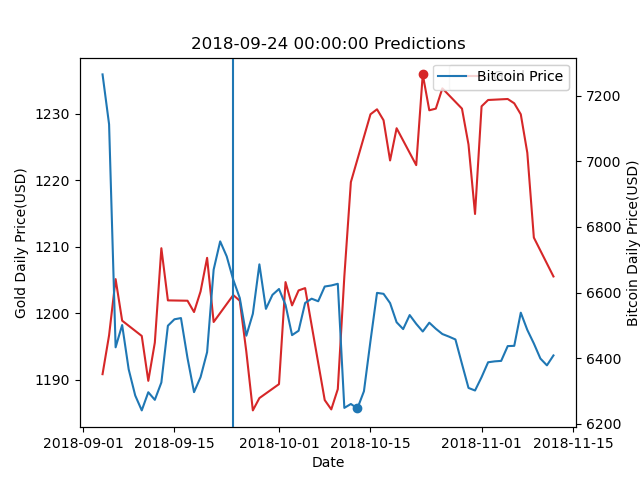 2018-09-24 00:00:00 Predictions
Bitcoin Price
1230
1220
1210
1200
1190
Gold Daily Price(USD)
7200
7000
6800
6600
6400
6200
Bitcoin Daily Price(USD)
2018-09-01 2018-09-15 2018-10-01 2018-10-15 2018-11-01 2018-11-15
Date